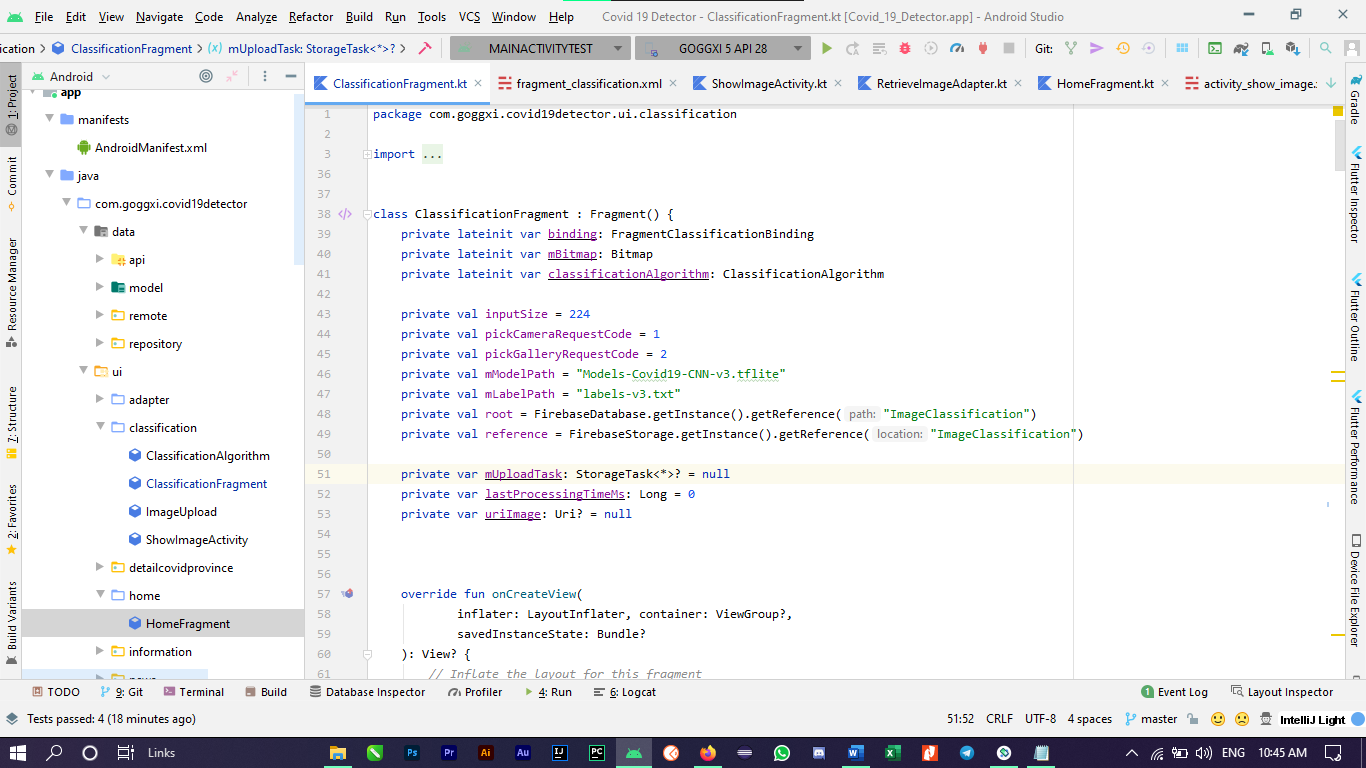 File Edit View Navigate Code Analyze Refactor Build Run Tools VCS Window Help Covid 19 Detector - ClassificationFragment.kt [Covid_19_Detector.app] - Android Studio
ication ClassificationFragment mUploadTask: StorageTask<*>? MAINACTIVITYTEST GOGGXI 5 API 28 Git:
Android
ClassificationFragment.kt fragment_classification.xml ShowImageActivity.kt RetrieveImageAdapter.kt HomeFragment.kt activity_show_image.
1: Project
Commit
Resource Manager
Z: Structure
2: Favorites
Build Variants
app
manifests
AndroidManifest.xml
java
com.goggxi.covid19detector
data
api
model
remote
repository
ui
adapter
classification
ClassificationAlgorithm
ClassificationFragment
ImageUpload
ShowImageActivity
detailcovidprovince
home
HomeFragment
information
1 package com.goggxi.covid19detector.ui.classification
2
3 import ...
36
37
38 class ClassificationFragment : Fragment() {
39 private lateinit var binding: FragmentClassificationBinding
40 private lateinit var mBitmap: Bitmap
41 private lateinit var classificationAlgorithm: ClassificationAlgorithm
42
43 private val inputSize = 224
44 private val pickCameraRequestCode = 1
45 private val pickGalleryRequestCode = 2
46 private val mModelPath = "Models-Covid19-CNN-v3.tflite"
47 private val mLabelPath = "labels-v3.txt"
48 private val root = FirebaseDatabase.getInstance().getReference( path: "ImageClassification")
49 private val reference = FirebaseStorage.getInstance().getReference( location: "ImageClassification")
50
51 private var mUploadTask: StorageTask<*>? = null
52 private var lastProcessingTimeMs: Long = 0
53 private var uriImage: Uri? = null
54
55
56
57 override fun onCreateView(
58 inflater: LayoutInflater, container: ViewGroup?,
59 savedInstanceState: Bundle?
60 ): View? {
61 // Inflate the layout for this fragment
Gradle
Flutter Inspector
Flutter Outline
Flutter Performance
Device File Explorer
TODO 9: Git Terminal Build Database Inspector Profiler 4: Run 6: Logcat 1 Event Log Layout Inspector
Tests passed: 4 (18 minutes ago) 51:52 CRLF UTF-8 4 spaces master IntelliJ Light
Links Ps Pr Ai Au IJ PC ENG 10:45 AM